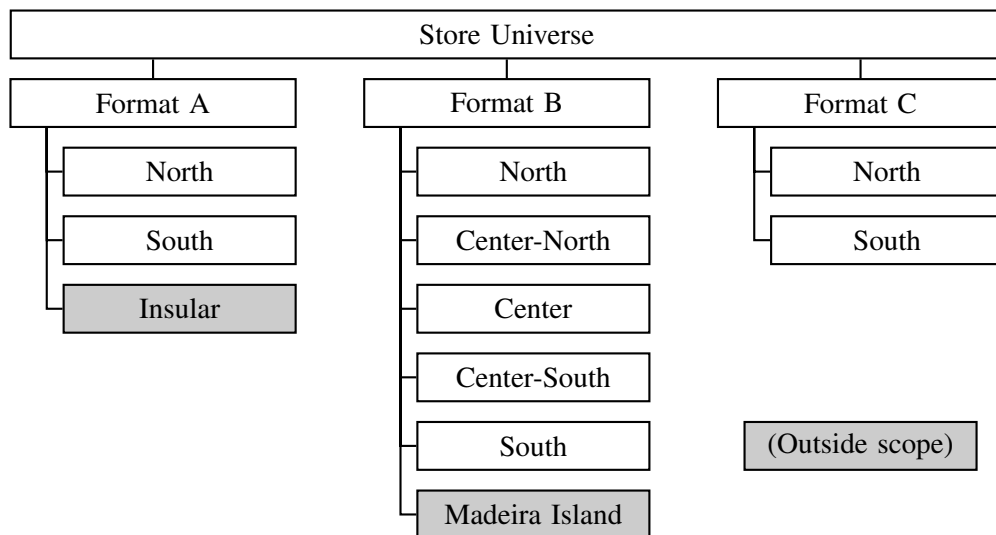 Store Universe
Format A
North
South
Insular
Format B
North
Center-North
Center
Center-South
South
Madeira Island
Format C
North
South
(Outside scope)